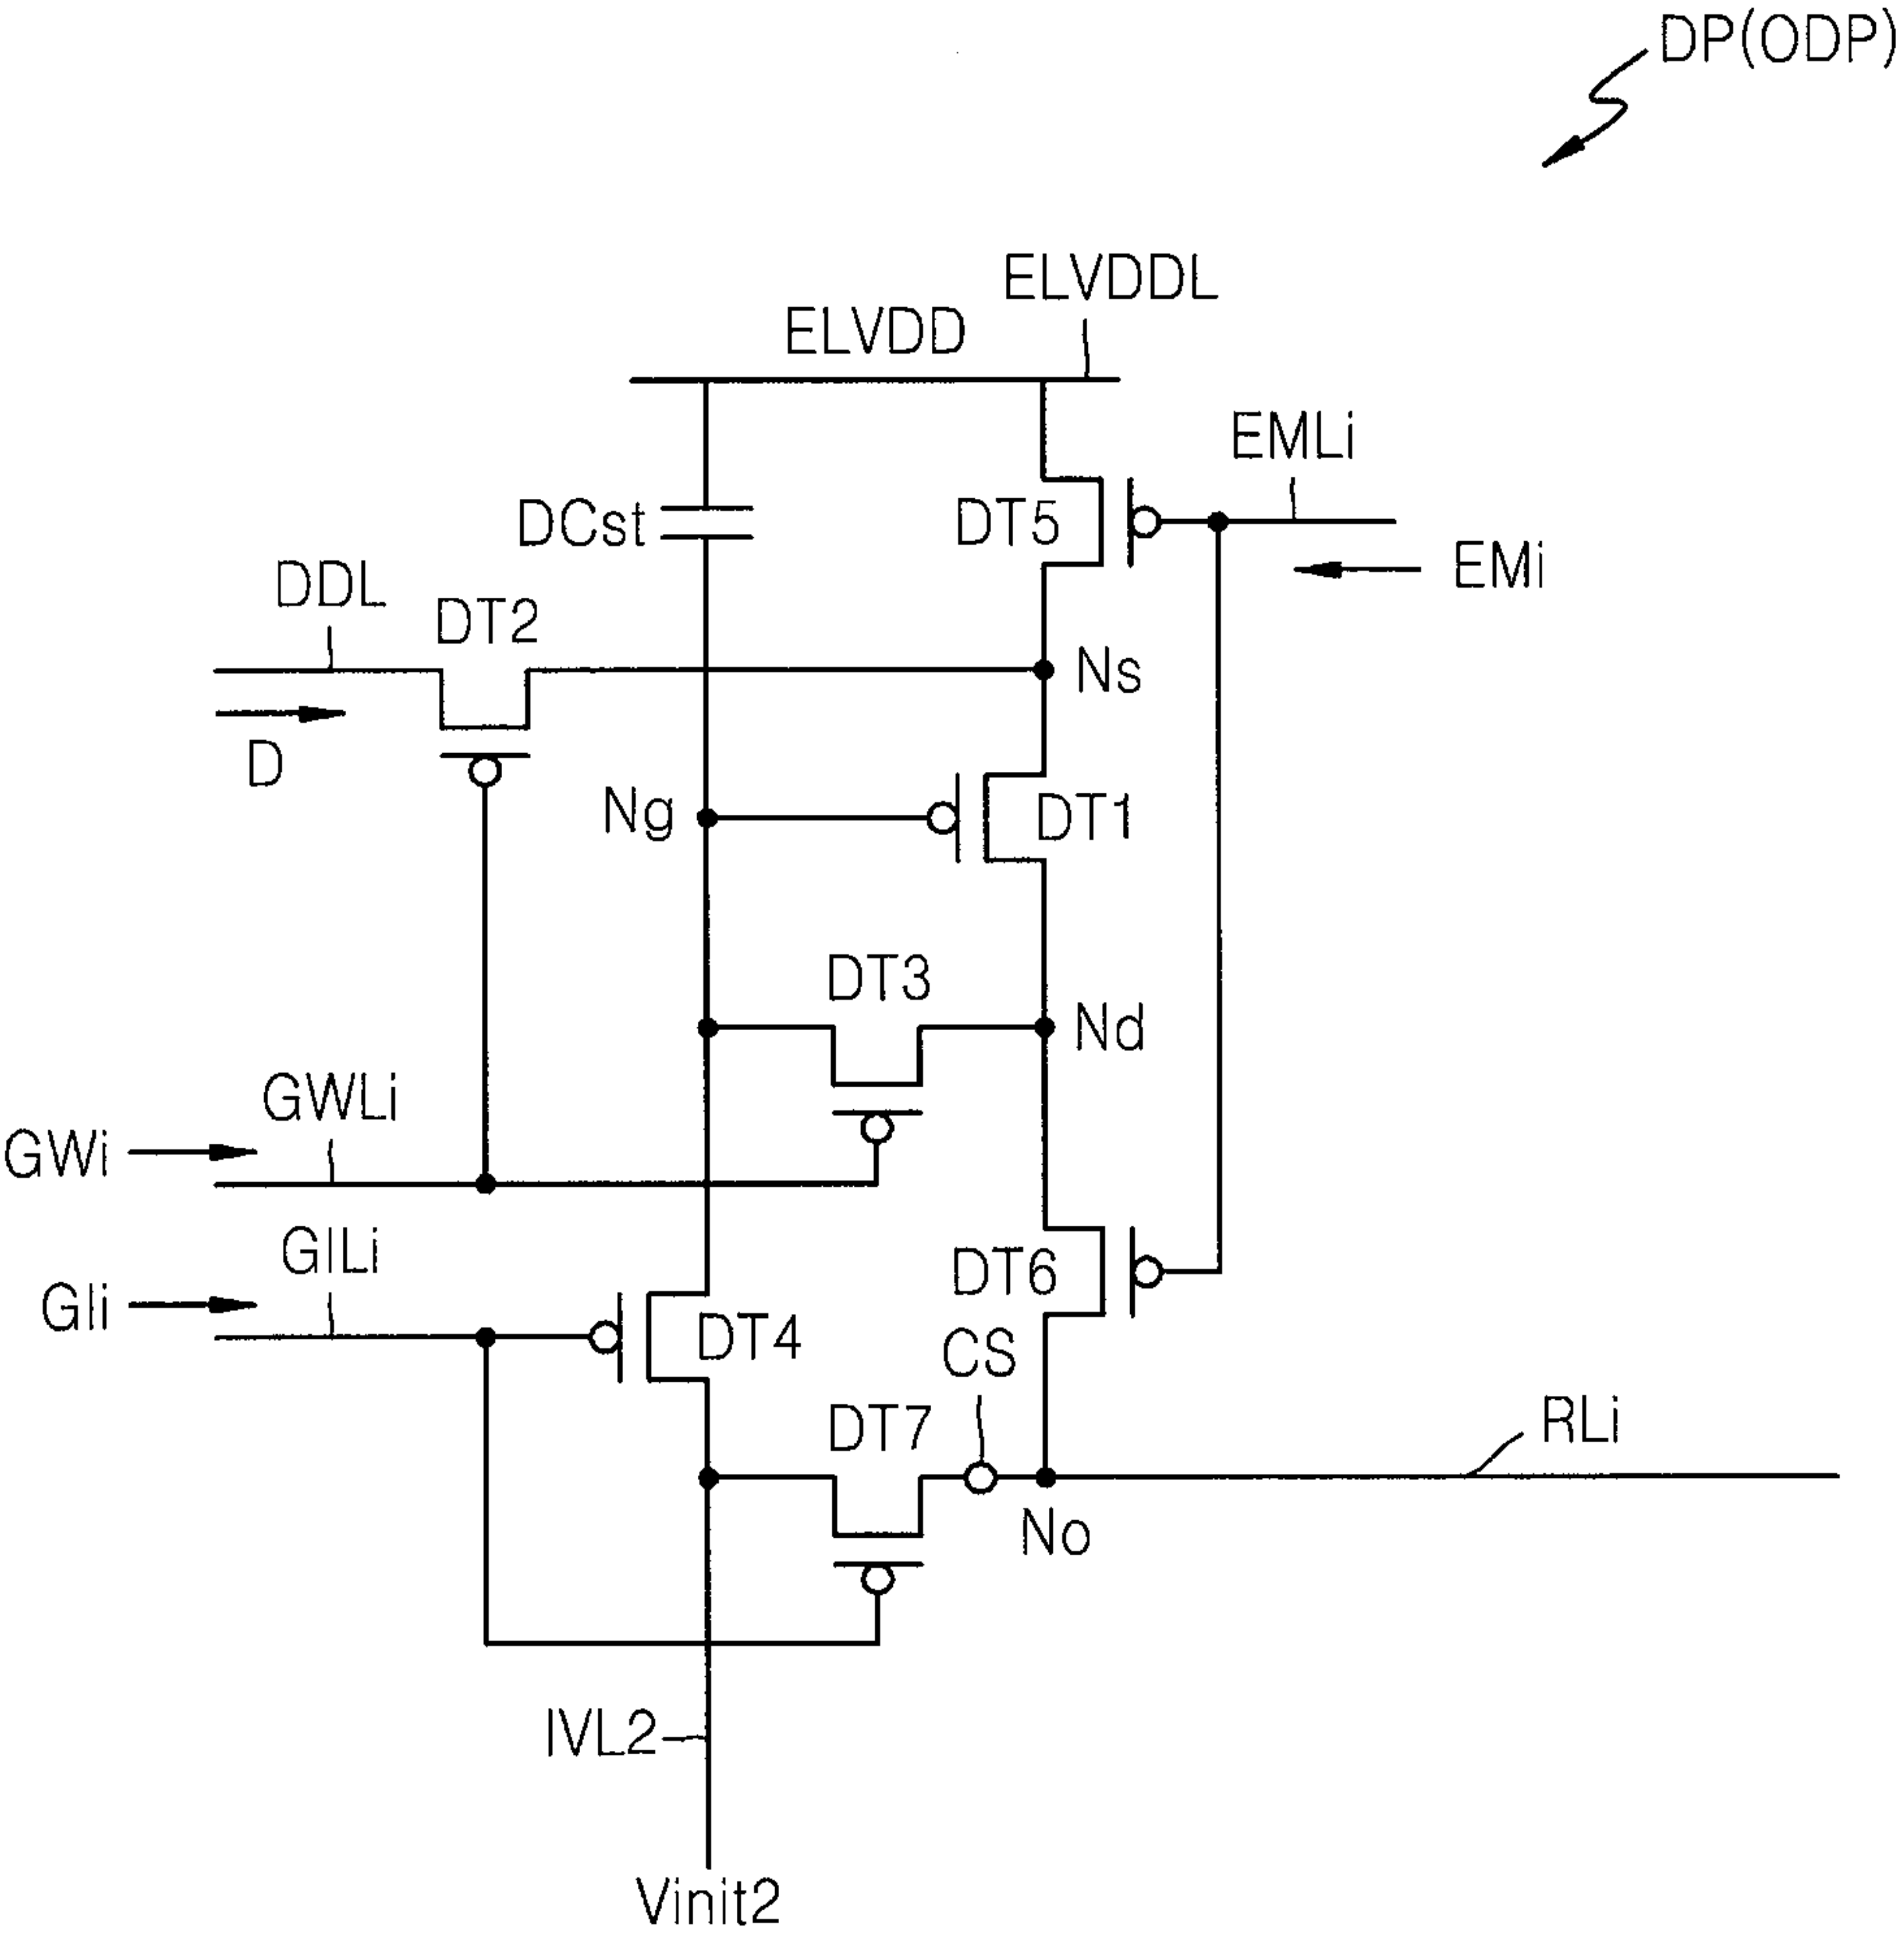 DP(ODP)
ELVDDL
ELVDD
EMLi
DCst
DT5
EMi
DDL
DT2
Ns
D
Ng
DT1
DT3
Nd
GWLi
GWi
GILi
DT6
GIi
DT4
CS
DT7
RLi
No
IVL2
Vinit2